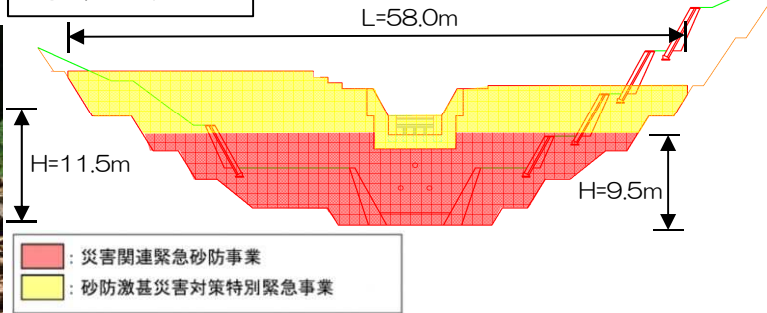 L=58.0m
H=11.5m
H=9.5m
：災害関連緊急砂防事業
：砂防激甚災害対策特別緊急事業